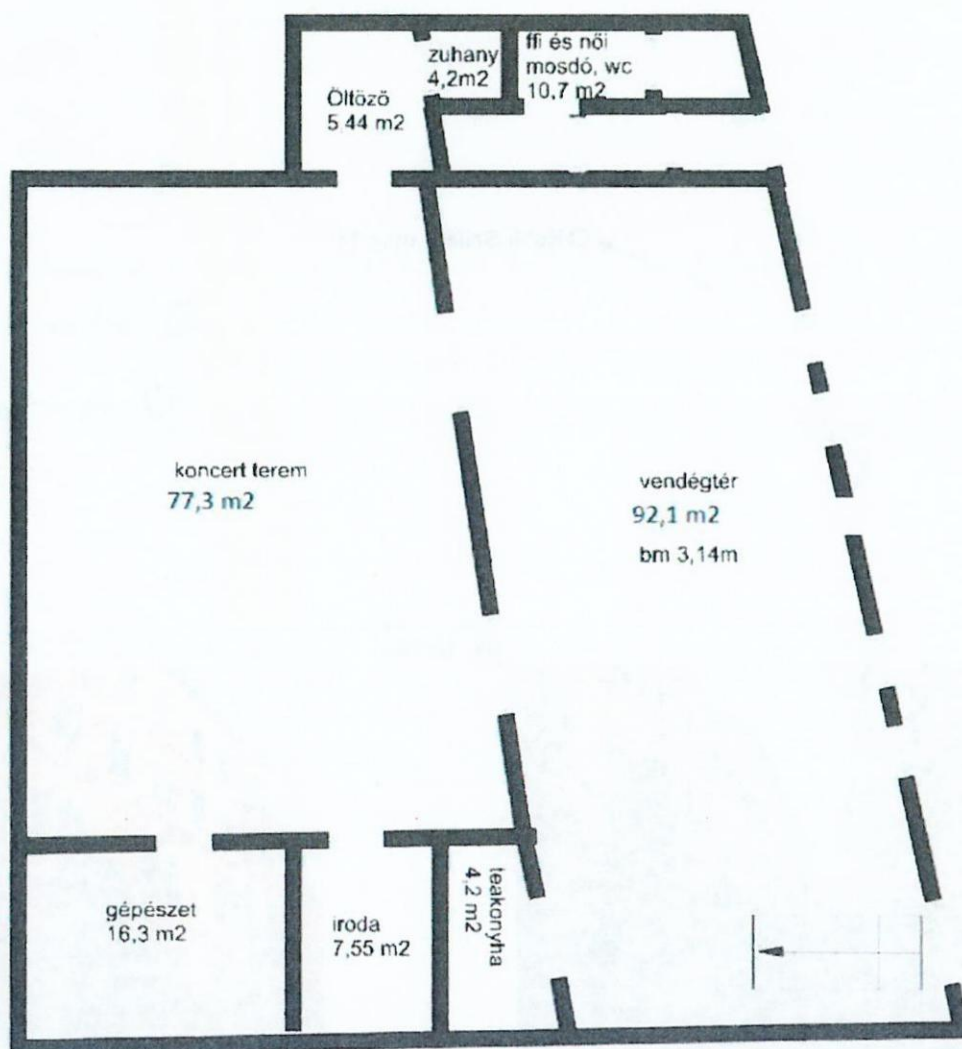 zuhany
4,2m2
ffi és női
mosdó, wc
10,7 m2
Öltöző
5,44 m2
koncert terem
77,3 m2
vendégtér
92,1 m2
bm 3,14m
gépészet
16,3 m2
iroda
7,55 m2
teakonyha
4,2 m2